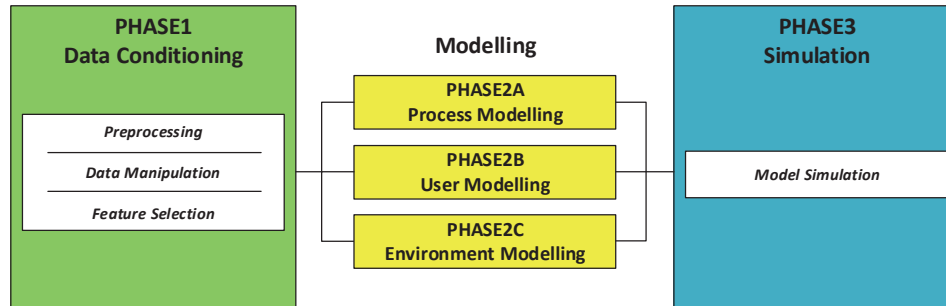 PHASE1
Data Conditioning
Preprocessing
Data Manipulation
Feature Selection
Modelling
PHASE2A
Process Modelling
PHASE2B
User Modelling
PHASE2C
Environment Modelling
PHASE3
Simulation
Model Simulation